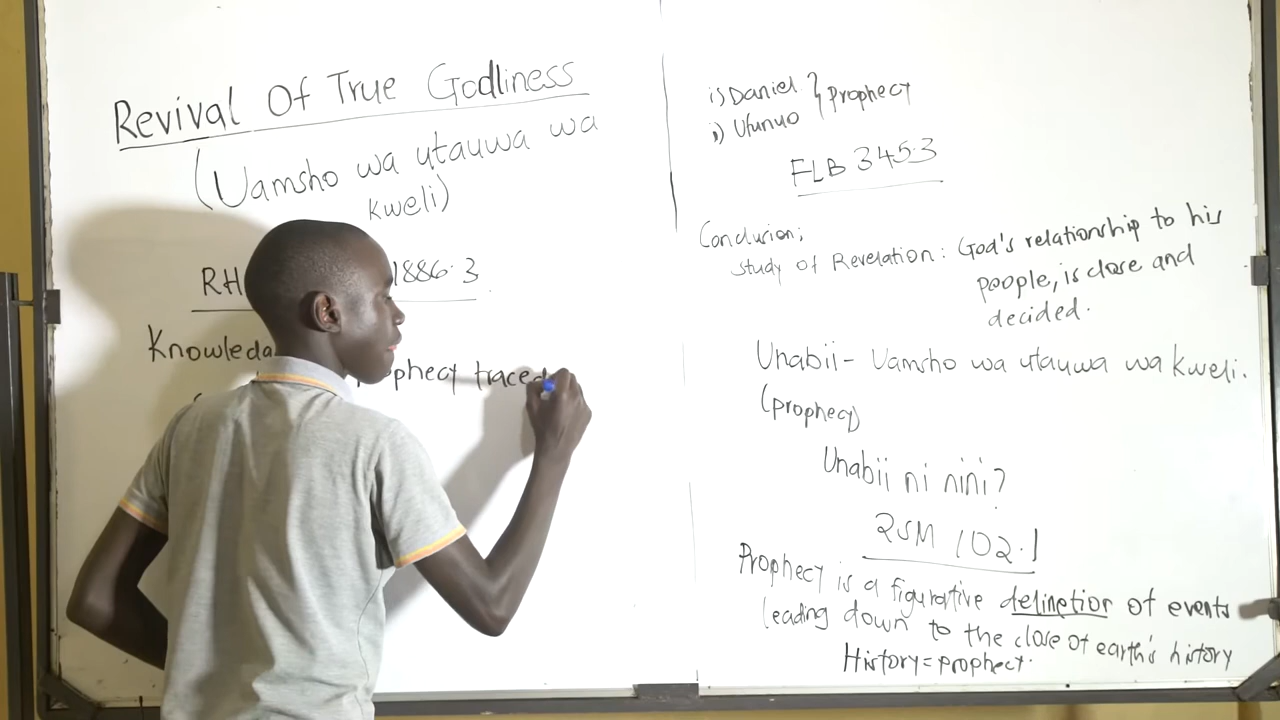 Revival Of True Godliness
(Uamsho wa utauwa wa
kweli)
RH 1886.3
prophecy traced
i) Daniel } prophecy
ii) Ufunuo
FLB 345.3
Conclusion;
study of Revelation: God's relationship to his
people, is close and
decided.
Unabii - Uamsho wa utauwa wa kweli.
(prophecy)
Unabii ni nini?
2SM 102.1
Prophecy is a figurative delinetior of events
leading down to the close of earth's history
History = prophecy.